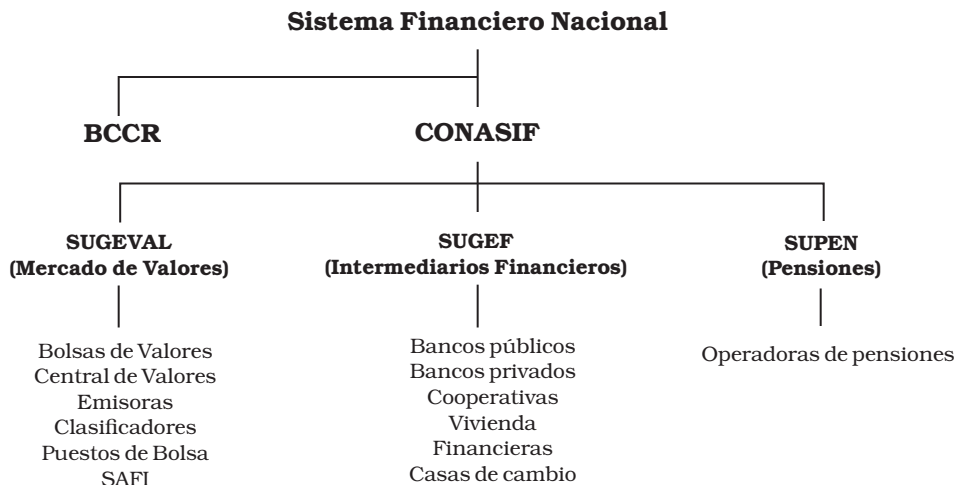 Sistema Financiero Nacional
BCCR
CONASIF
SUGEVAL
(Mercado de Valores)
SUGEF
(Intermediarios Financieros)
SUPEN
(Pensiones)
Bolsas de Valores
Central de Valores
Emisoras
Clasificadores
Puestos de Bolsa
SAFI
Bancos públicos
Bancos privados
Cooperativas
Vivienda
Financieras
Casas de cambio
Operadoras de pensiones